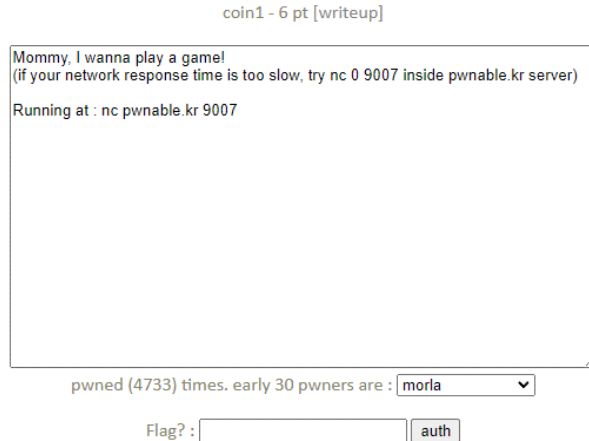 coin1 - 6 pt [writeup]
Mommy, I wanna play a game!
(if your network response time is too slow, try nc 0 9007 inside pwnable.kr server)
Running at : nc pwnable.kr 9007
pwned (4733) times. early 30 pwners are : morla
Flag? : auth